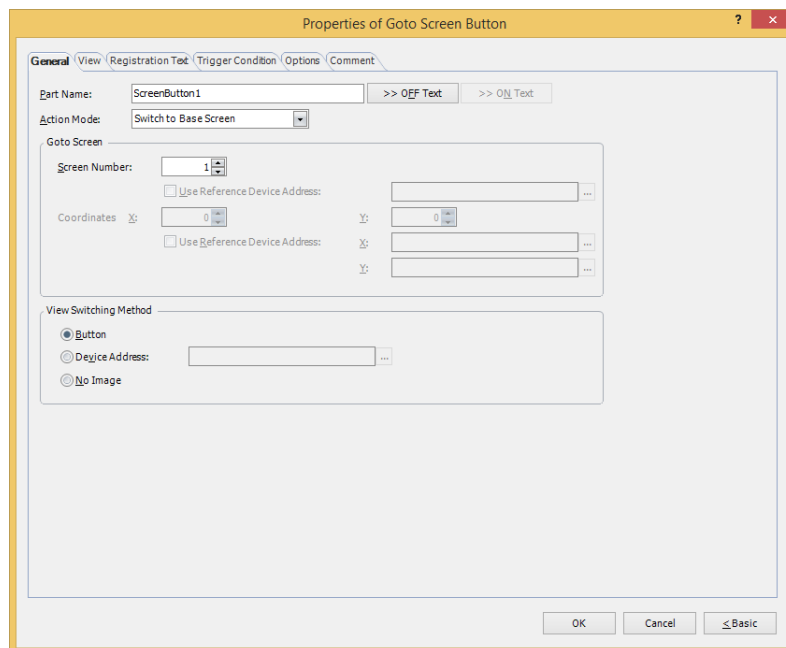 Properties of Goto Screen Button
? ×
General View Registration Text Trigger Condition Options Comment
Part Name: ScreenButton1 >> OFF Text >> ON Text
Action Mode: Switch to Base Screen
Goto Screen
Screen Number: 1
Use Reference Device Address: ...
Coordinates X: 0 Y: 0
Use Reference Device Address: X: ...
Y: ...
View Switching Method
Button
Device Address: ...
No Image
OK Cancel < Basic